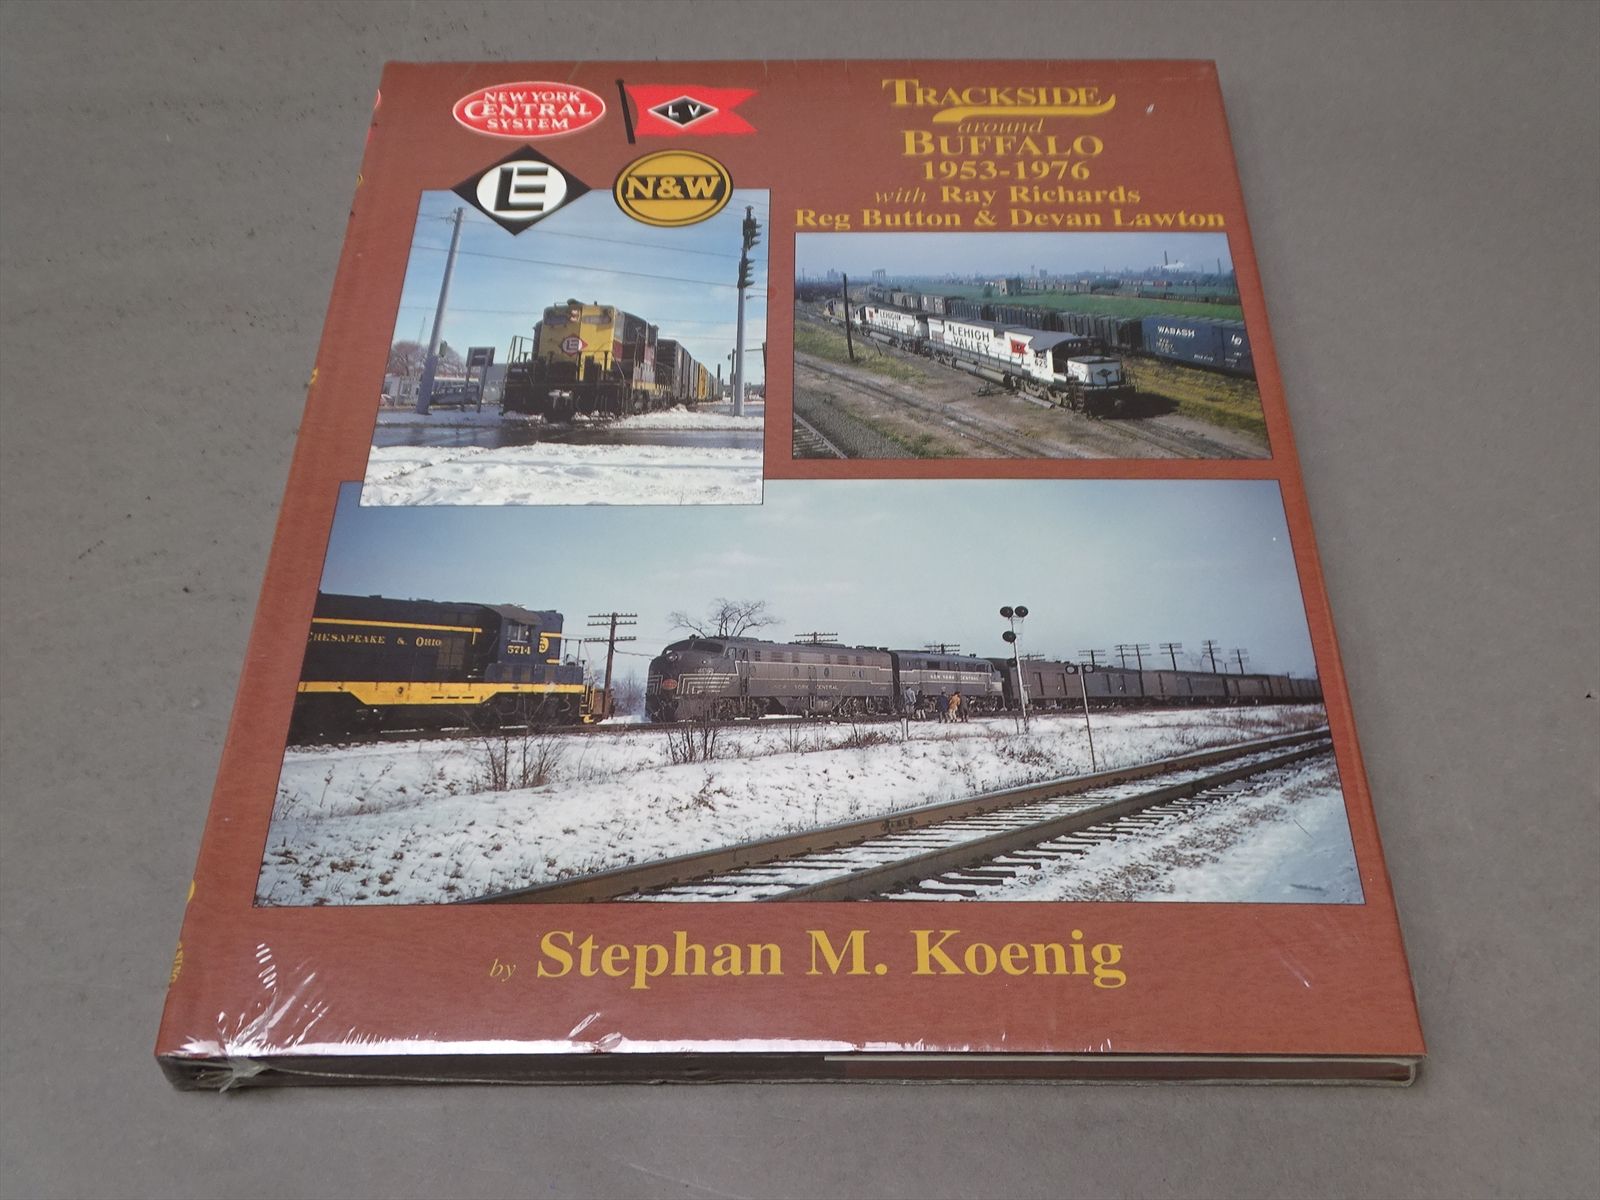 NEW YORK
CENTRAL
SYSTEM
L V
E
N&W
TRACKSIDE
around
BUFFALO
1953-1976
with Ray Richards
Reg Button & Devan Lawton
LEHIGH
VALLEY
LEHIGH
VALLEY
625
WABASH
CHESAPEAKE & OHIO
5714
NEW YORK CENTRAL
NEW YORK CENTRAL
by Stephan M. Koenig